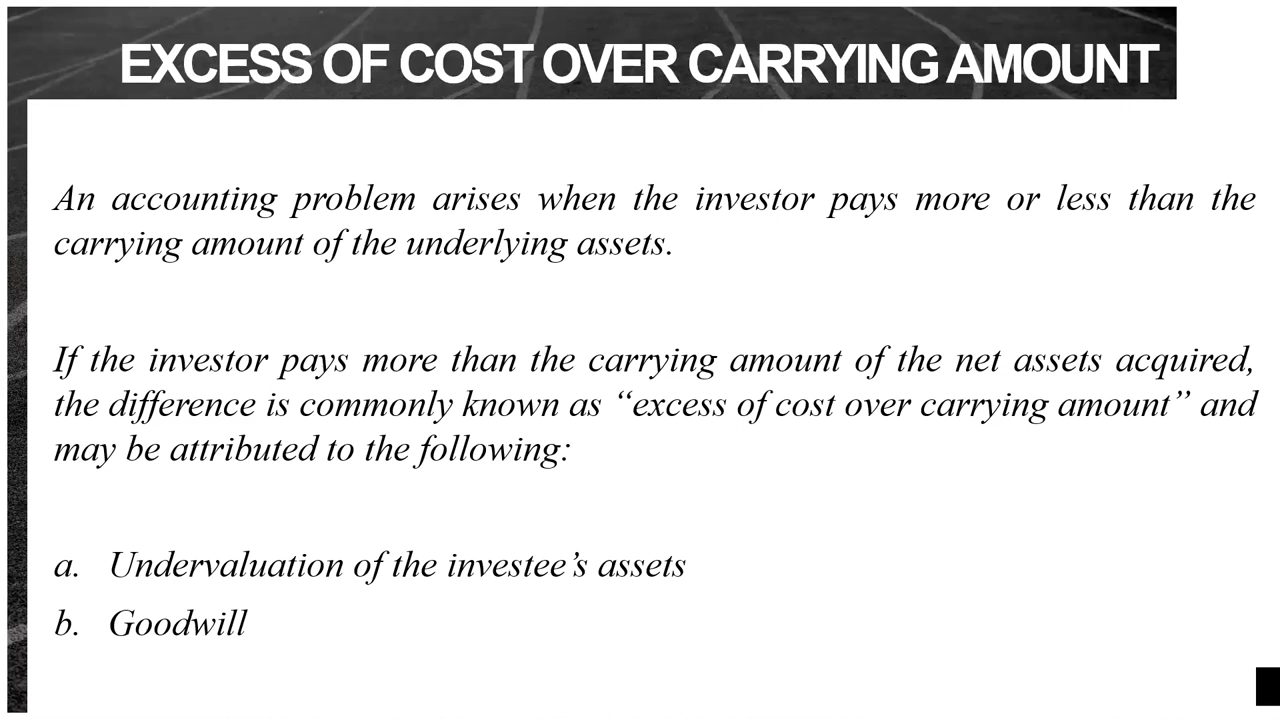 EXCESS OF COST OVER CARRYING AMOUNT
An accounting problem arises when the investor pays more or less than the
carrying amount of the underlying assets.
If the investor pays more than the carrying amount of the net assets acquired,
the difference is commonly known as “excess of cost over carrying amount” and
may be attributed to the following:
a. Undervaluation of the investee’s assets
b. Goodwill